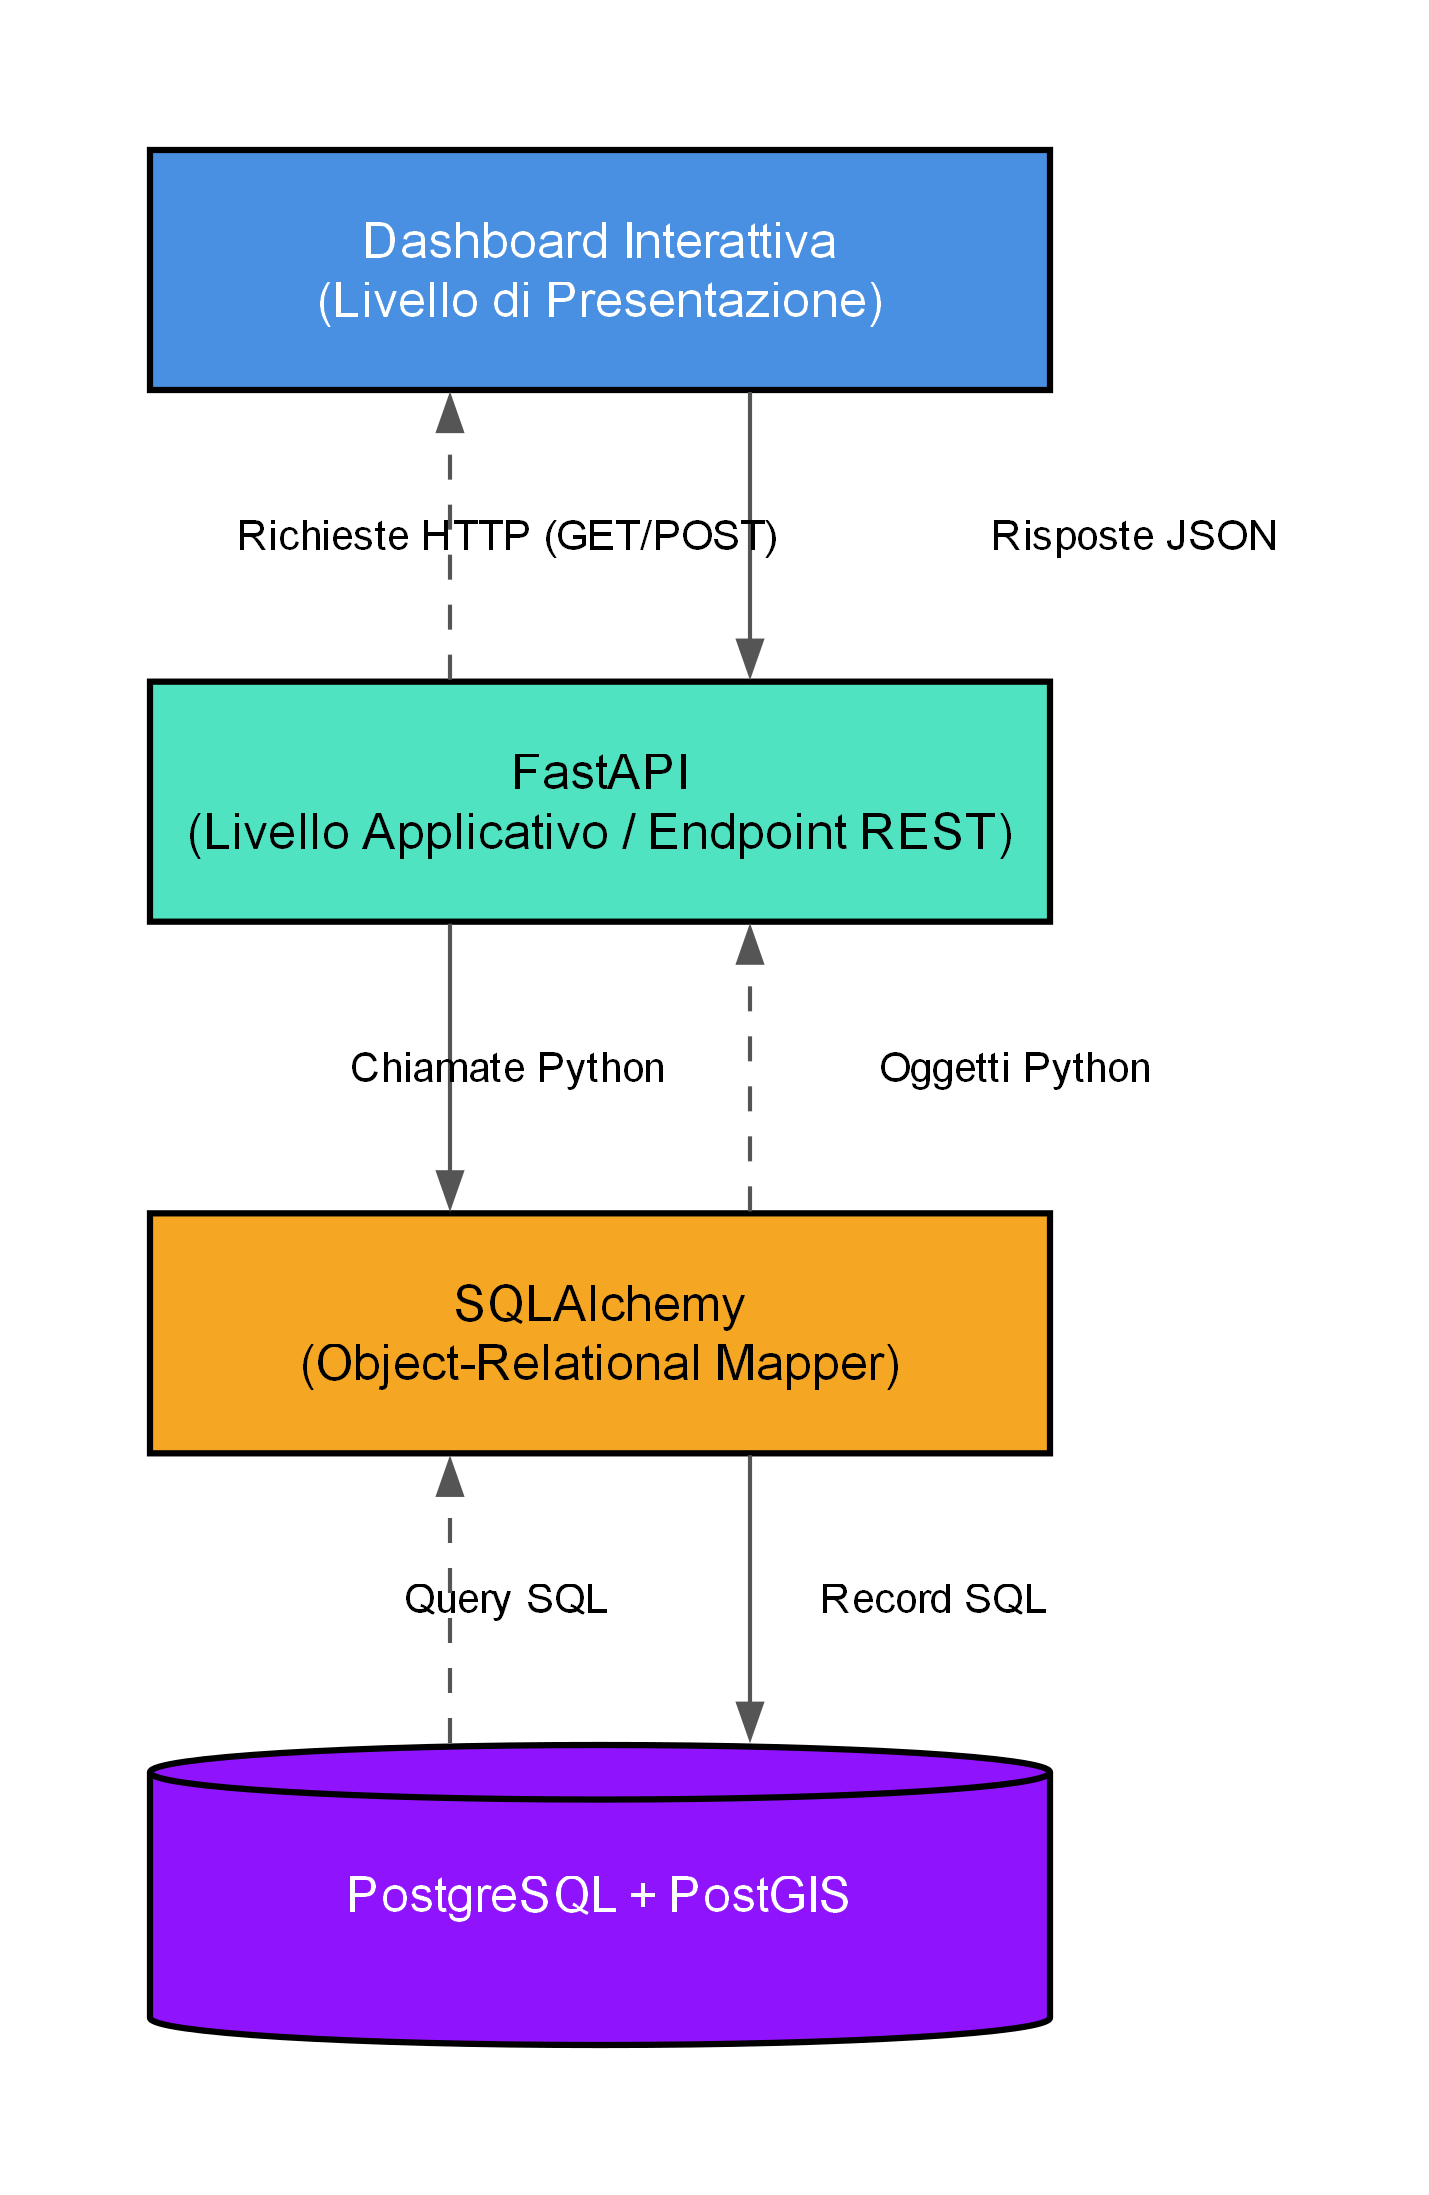 Dashboard Interattiva
(Livello di Presentazione)
Richieste HTTP (GET/POST)
Risposte JSON
FastAPI
(Livello Applicativo / Endpoint REST)
Chiamate Python
Oggetti Python
SQLAlchemy
(Object-Relational Mapper)
Query SQL
Record SQL
PostgreSQL + PostGIS